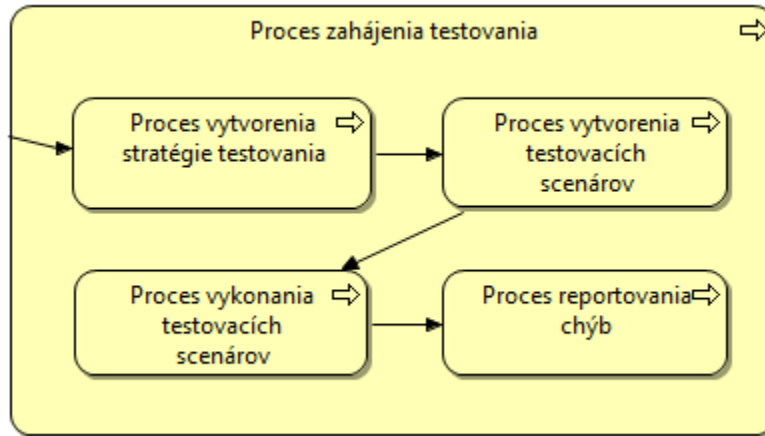 Proces zahájenia testovania
Proces vytvorenia
stratégie testovania
Proces vytvorenia
testovacích
scenárov
Proces vykonania
testovacích
scenárov
Proces reportovania
chýb